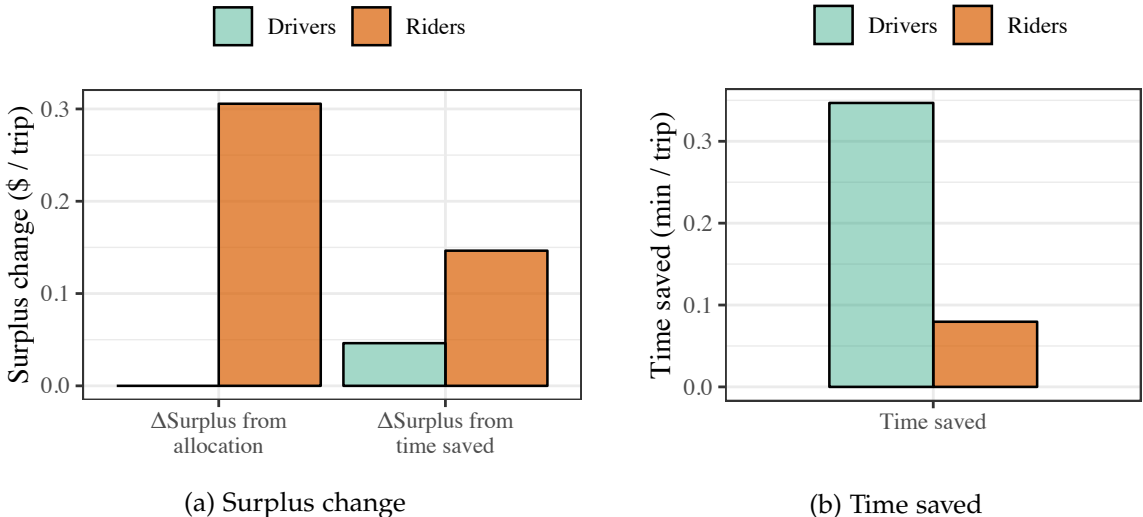 Drivers Riders
Surplus change ($ / trip)
0.3
0.2
0.1
0.0
ΔSurplus from
allocation
ΔSurplus from
time saved
(a) Surplus change
Drivers Riders
Time saved (min / trip)
0.3
0.2
0.1
0.0
Time saved
(b) Time saved